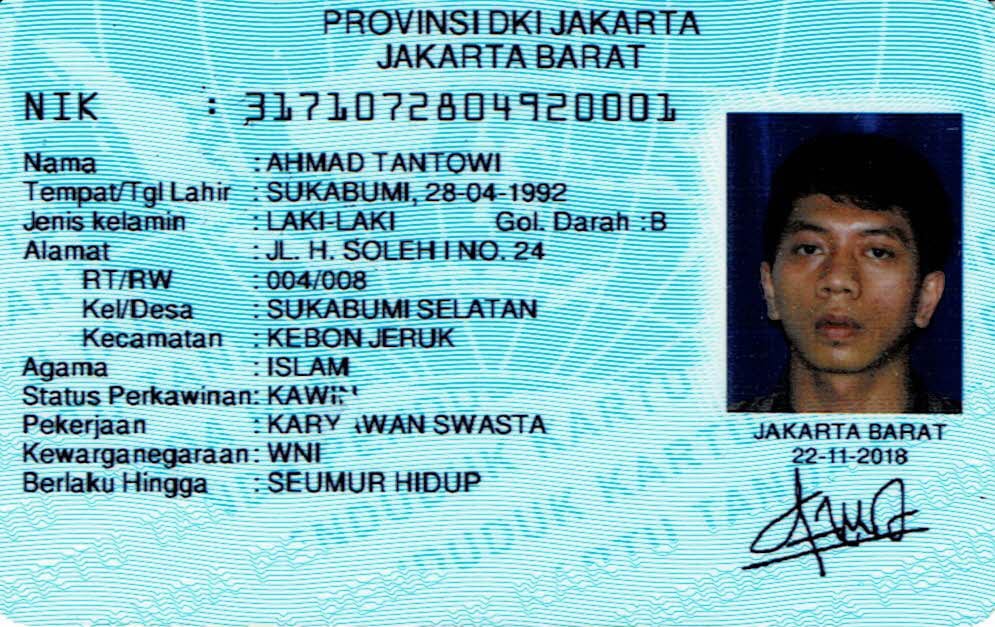 PROVINSI DKI JAKARTA
JAKARTA BARAT
NIK : 3171072804920001
Nama : AHMAD TANTOWI
Tempat/Tgl Lahir : SUKABUMI, 28-04-1992
Jenis kelamin : LAKI-LAKI Gol. Darah : B
Alamat : JL. H. SOLEH I NO. 24
RT/RW : 004/008
Kel/Desa : SUKABUMI SELATAN
Kecamatan : KEBON JERUK
Agama : ISLAM
Status Perkawinan: KAWIN
Pekerjaan : KARYAWAN SWASTA
Kewarganegaraan: WNI
Berlaku Hingga : SEUMUR HIDUP
JAKARTA BARAT
22-11-2018